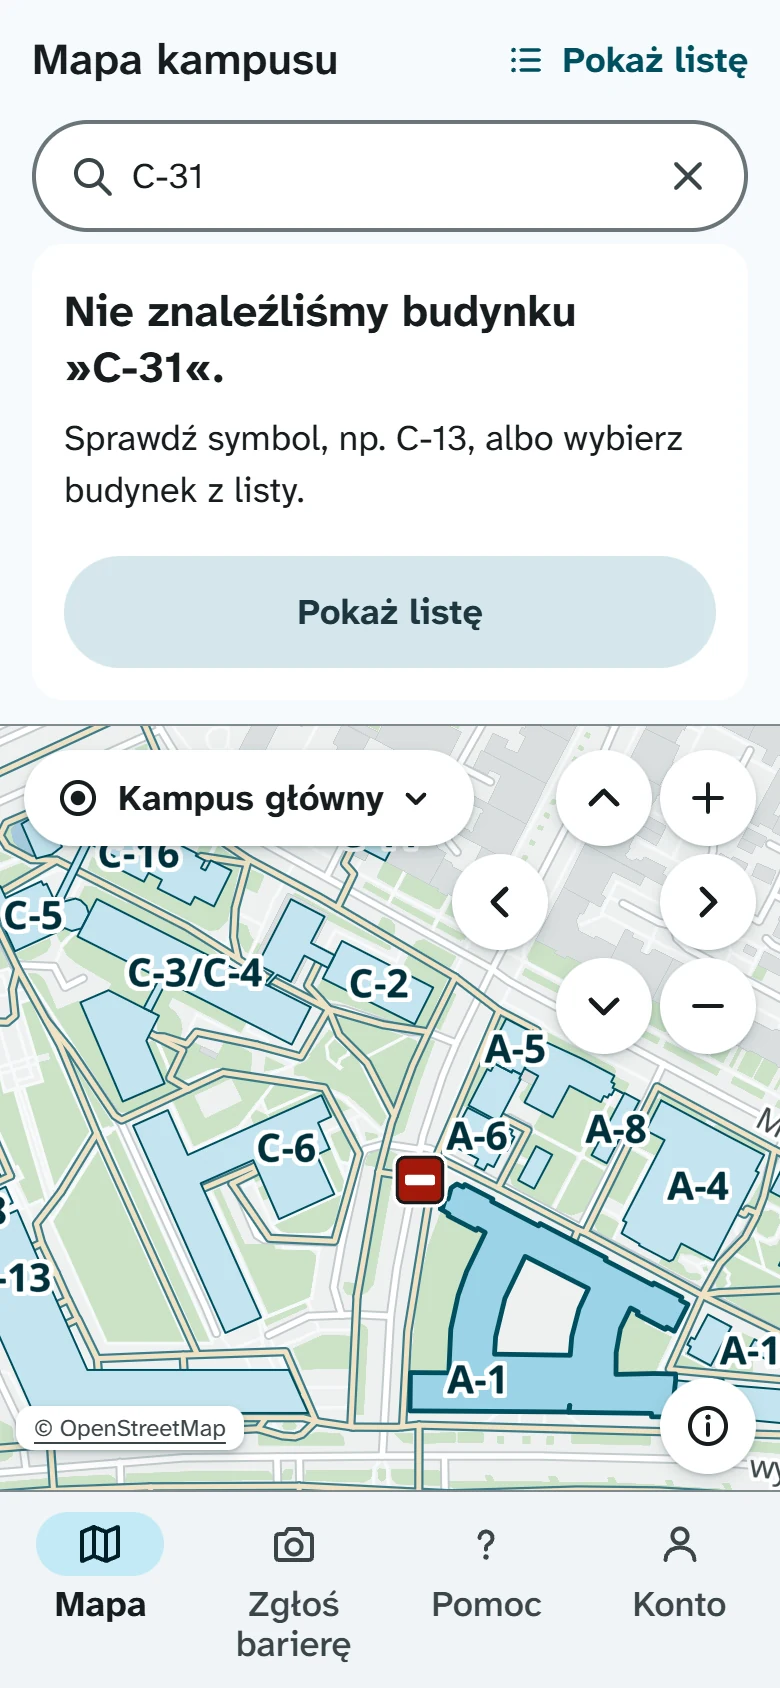 Mapa kampusu
Pokaż listę
C-31
Nie znaleźliśmy budynku
»C-31«.
Sprawdź symbol, np. C-13, albo wybierz
budynek z listy.
Pokaż listę
Kampus główny
C-16
C-5
C-3/C-4
C-2
A-5
A-6
A-8
C-6
A-4
-13
A-1
A-1
© OpenStreetMap
Mapa
Zgłoś
barierę
Pomoc
Konto